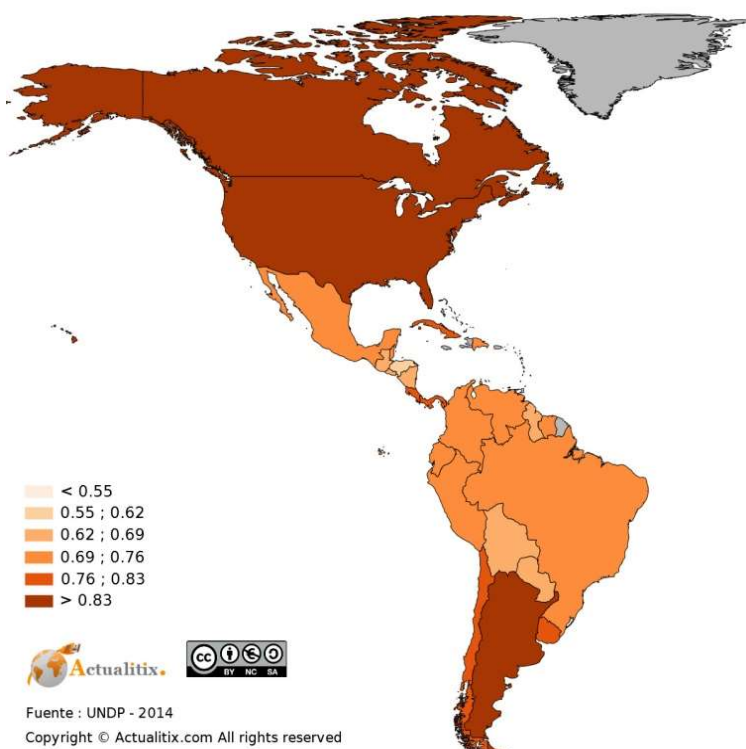 < 0.55
0.55 ; 0.62
0.62 ; 0.69
0.69 ; 0.76
0.76 ; 0.83
> 0.83
Actualitix.
cc
BY NC SA
Fuente : UNDP - 2014
Copyright © Actualitix.com All rights reserved